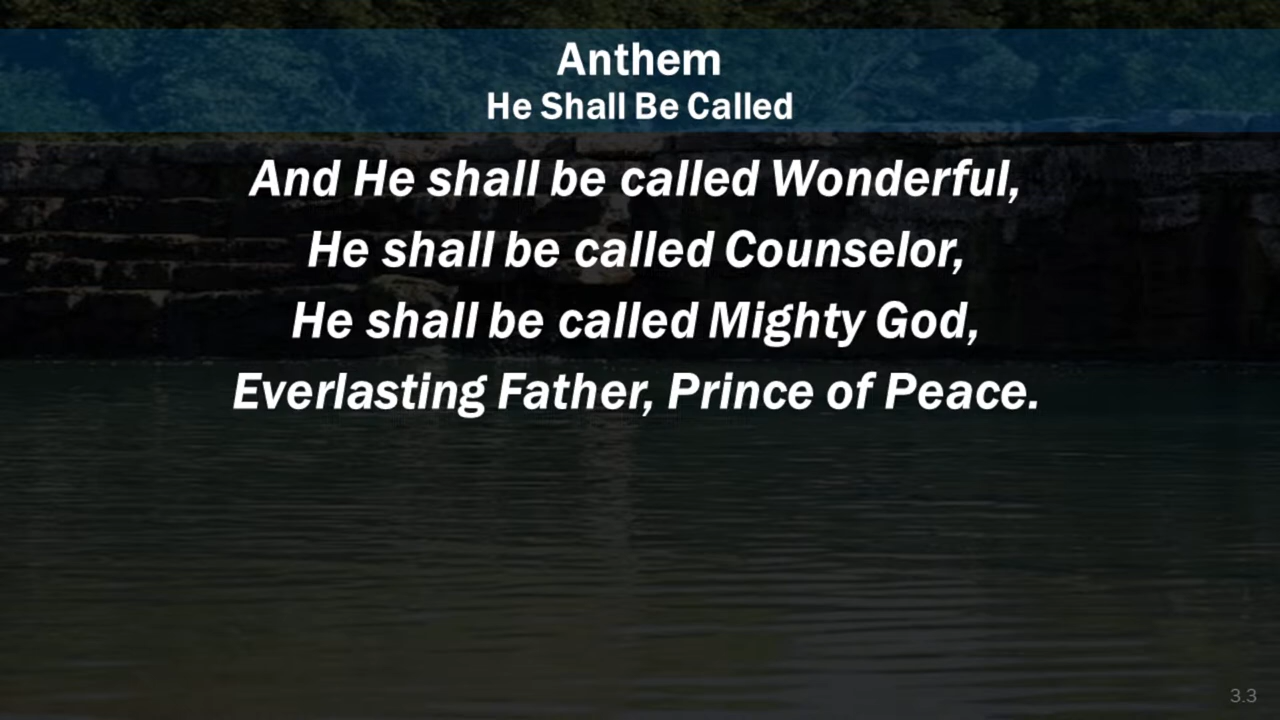 Anthem
He Shall Be Called
And He shall be called Wonderful,
He shall be called Counselor,
He shall be called Mighty God,
Everlasting Father, Prince of Peace.
3.3